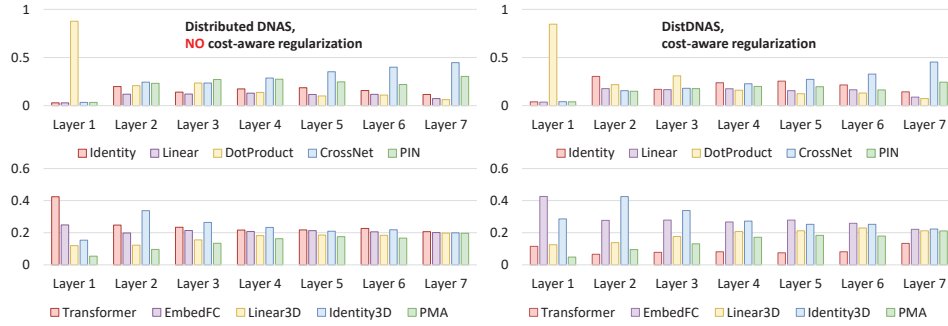 Distributed DNAS,
NO cost-aware regularization
1
0.5
0
Layer 1 Layer 2 Layer 3 Layer 4 Layer 5 Layer 6 Layer 7
Identity Linear DotProduct CrossNet PIN
DistDNAS,
cost-aware regularization
1
0.5
0
Layer 1 Layer 2 Layer 3 Layer 4 Layer 5 Layer 6 Layer 7
Identity Linear DotProduct CrossNet PIN
0.6
0.4
0.2
0
Layer 1 Layer 2 Layer 3 Layer 4 Layer 5 Layer 6 Layer 7
Transformer EmbedFC Linear3D Identity3D PMA
0.6
0.4
0.2
0
Layer 1 Layer 2 Layer 3 Layer 4 Layer 5 Layer 6 Layer 7
Transformer EmbedFC Linear3D Identity3D PMA